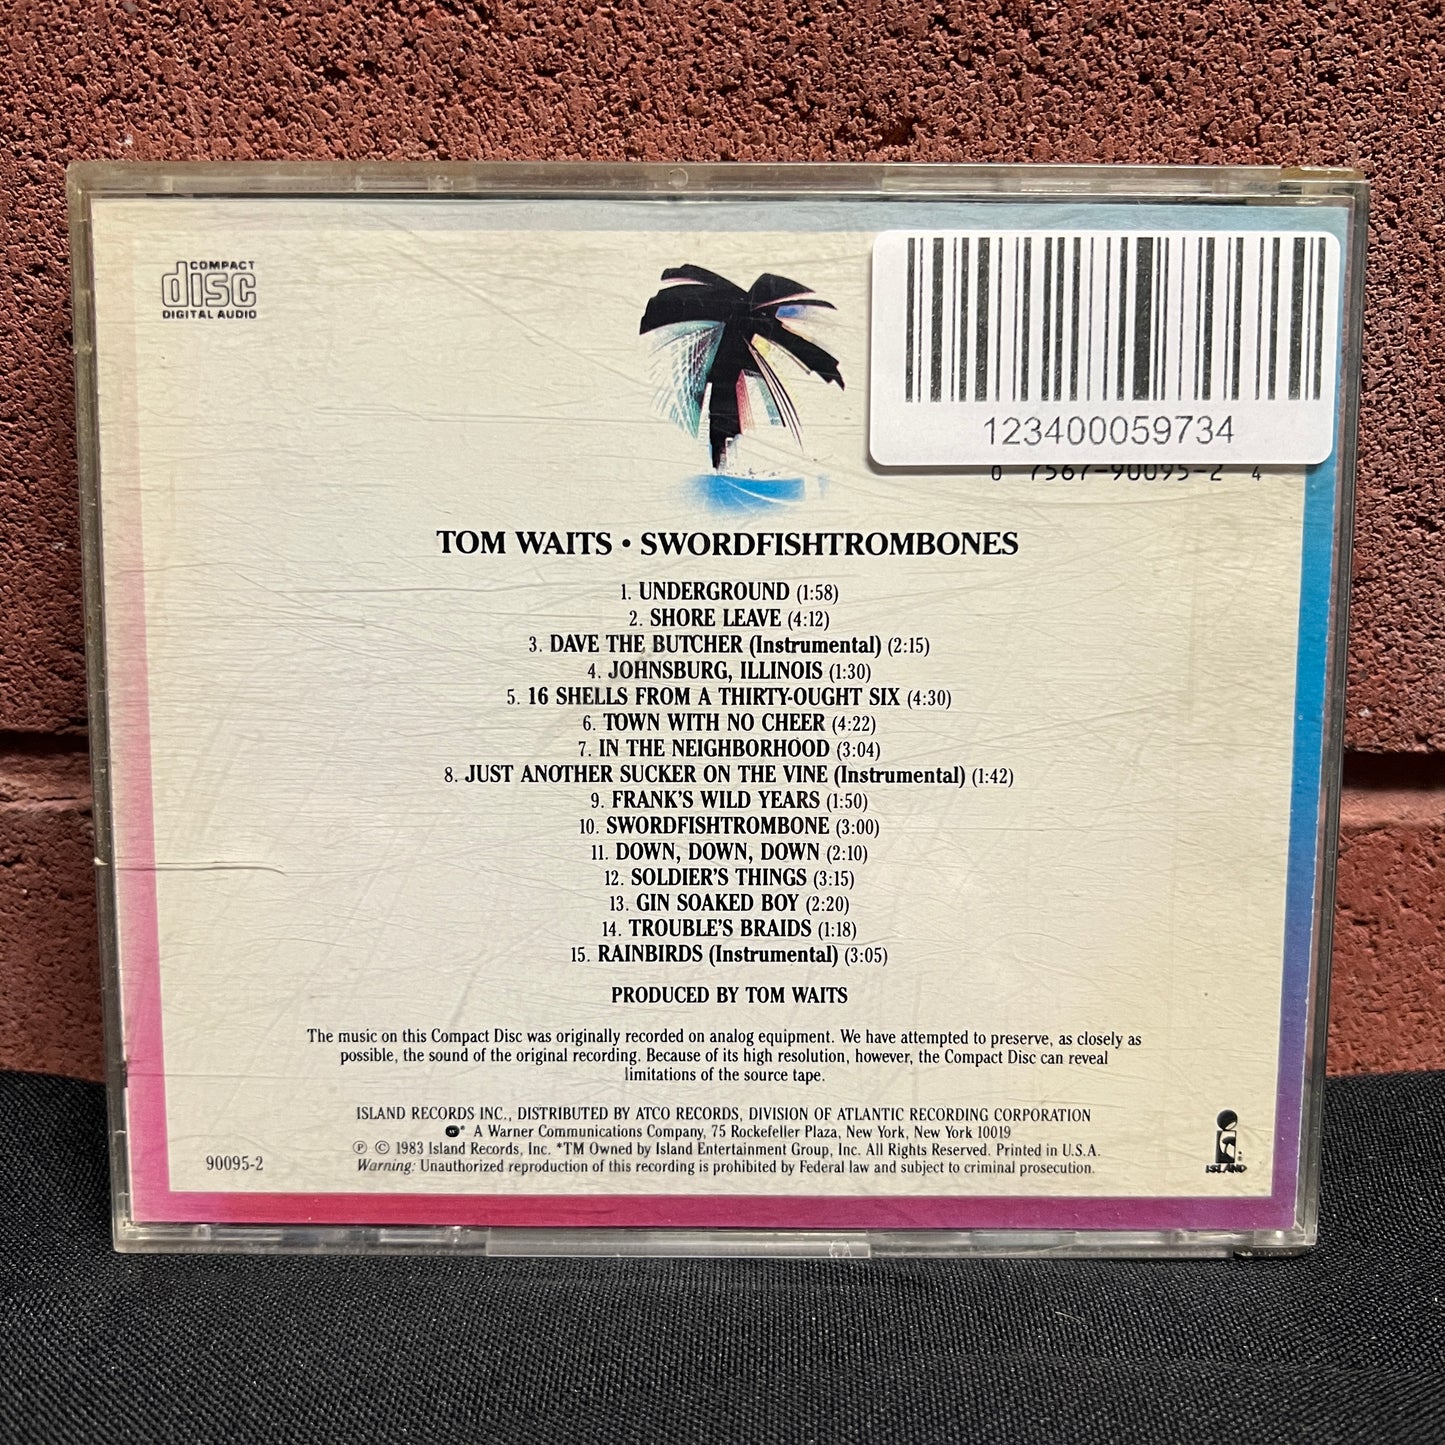 COMPACT
disc
DIGITAL AUDIO
123400059734
0 7567-90095-2 4
TOM WAITS • SWORDFISHTROMBONES
1. UNDERGROUND (1:58)
2. SHORE LEAVE (4:12)
3. DAVE THE BUTCHER (Instrumental) (2:15)
4. JOHNSBURG, ILLINOIS (1:30)
5. 16 SHELLS FROM A THIRTY-OUGHT SIX (4:30)
6. TOWN WITH NO CHEER (4:22)
7. IN THE NEIGHBORHOOD (3:04)
8. JUST ANOTHER SUCKER ON THE VINE (Instrumental) (1:42)
9. FRANK'S WILD YEARS (1:50)
10. SWORDFISHTROMBONE (3:00)
11. DOWN, DOWN, DOWN (2:10)
12. SOLDIER'S THINGS (3:15)
13. GIN SOAKED BOY (2:20)
14. TROUBLE'S BRAIDS (1:18)
15. RAINBIRDS (Instrumental) (3:05)
PRODUCED BY TOM WAITS
The music on this Compact Disc was originally recorded on analog equipment. We have attempted to preserve, as closely as
possible, the sound of the original recording. Because of its high resolution, however, the Compact Disc can reveal
limitations of the source tape.
ISLAND RECORDS INC., DISTRIBUTED BY ATCO RECORDS, DIVISION OF ATLANTIC RECORDING CORPORATION
® A Warner Communications Company, 75 Rockefeller Plaza, New York, New York 10019
℗ © 1983 Island Records, Inc. *TM Owned by Island Entertainment Group, Inc. All Rights Reserved. Printed in U.S.A.
Warning: Unauthorized reproduction of this recording is prohibited by Federal law and subject to criminal prosecution.
90095-2
ISLAND